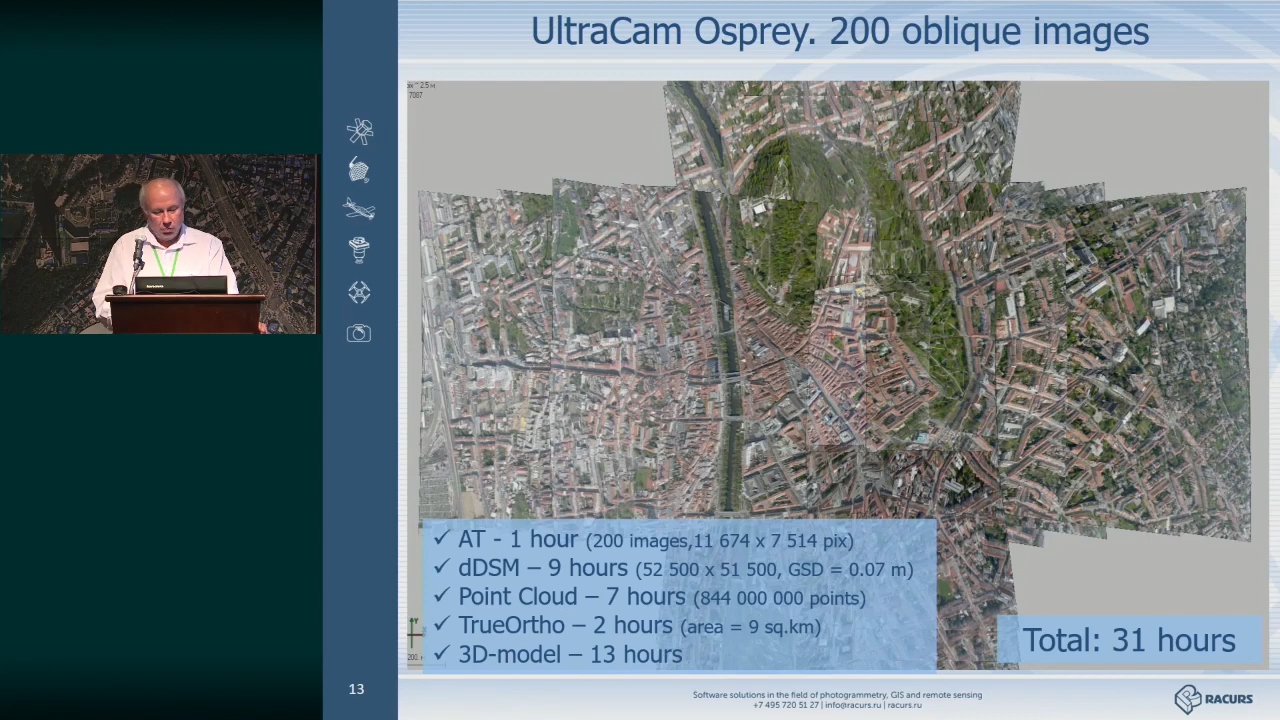 UltraCam Osprey. 200 oblique images
7087
✓ AT - 1 hour (200 images,11 674 x 7 514 pix)
✓ dDSM – 9 hours (52 500 x 51 500, GSD = 0.07 m)
✓ Point Cloud – 7 hours (844 000 000 points)
✓ TrueOrtho – 2 hours (area = 9 sq.km)
✓ 3D-model – 13 hours
Total: 31 hours
13
Software solutions in the field of photogrammetry, GIS and remote sensing
+7 495 720 51 27 | info@racurs.ru | racurs.ru
RACURS